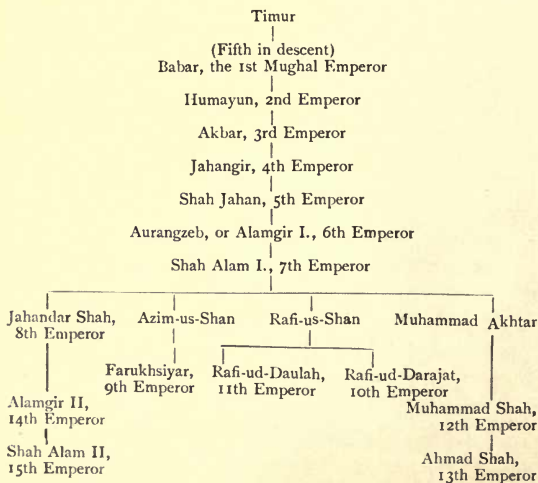 Timur
(Fifth in descent)
Babar, the 1st Mughal Emperor
Humayun, 2nd Emperor
Akbar, 3rd Emperor
Jahangir, 4th Emperor
Shah Jahan, 5th Emperor
Aurangzeb, or Alamgir I., 6th Emperor
Shah Alam I., 7th Emperor
Jahandar Shah,
8th Emperor
Azim-us-Shan
Rafi-us-Shan
Muhammad Akhtar
Farukhsiyar,
9th Emperor
Rafi-ud-Daulah,
11th Emperor
Rafi-ud-Darajat,
10th Emperor
Alamgir II,
14th Emperor
Muhammad Shah,
12th Emperor
Shah Alam II,
15th Emperor
Ahmad Shah,
13th Emperor